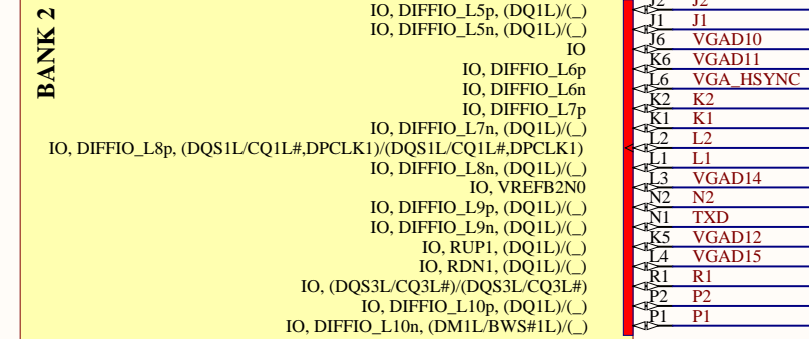 BANK 2
IO, DIFFIO_L5p, (DQ1L)/(_) J2 J2
IO, DIFFIO_L5n, (DQ1L)/(_) J1 J1
IO J6 VGAD10
IO, DIFFIO_L6p K6 VGAD11
IO, DIFFIO_L6n L6 VGA_HSYNC
IO, DIFFIO_L7p K2 K2
IO, DIFFIO_L7n, (DQ1L)/(_) K1 K1
IO, DIFFIO_L8p, (DQS1L/CQ1L#,DPCLK1)/(DQS1L/CQ1L#,DPCLK1) L2 L2
IO, DIFFIO_L8n, (DQ1L)/(_) L1 L1
IO, VREFB2N0 L3 VGAD14
IO, DIFFIO_L9p, (DQ1L)/(_) N2 N2
IO, DIFFIO_L9n, (DQ1L)/(_) N1 TXD
IO, RUP1, (DQ1L)/(_) K5 VGAD12
IO, RDN1, (DQ1L)/(_) L4 VGAD15
IO, (DQS3L/CQ3L#)/(DQS3L/CQ3L#) R1 R1
IO, DIFFIO_L10p, (DQ1L)/(_) P2 P2
IO, DIFFIO_L10n, (DM1L/BWS#1L)/(_) P1 P1